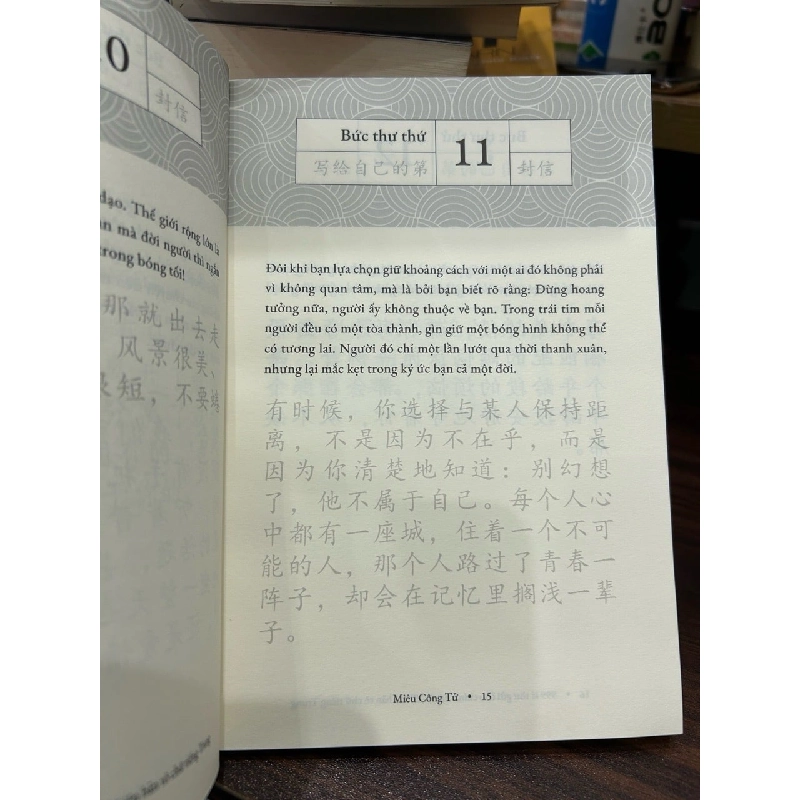 0
封信
đạo. Thế giới rộng lớn là
mà đời người thì ngắn
trong bóng tối!
那就出去走
风景很美、
短，不要蜷
Bức thư thứ
写给自己的第
11
封信
Đôi khi bạn lựa chọn giữ khoảng cách với một ai đó không phải
vì không quan tâm, mà là bởi bạn biết rõ rằng: Dừng hoang
tưởng nữa, người ấy không thuộc về bạn. Trong trái tim mỗi
người đều có một tòa thành, gìn giữ một bóng hình không thể
có tương lai. Người đó chỉ một lần lướt qua thời thanh xuân,
nhưng lại mắc kẹt trong ký ức bạn cả một đời.
有时候，你选择与某人保持距
离，不是因为不在乎，而是
因为你清楚地知道：别幻想
了，他不属于自己。每个人心
中都有一座城，住着一个不可
能的人，那个人路过了青春一
阵子，却会在记忆里搁浅一辈
子。
Miêu Công Tử • 15